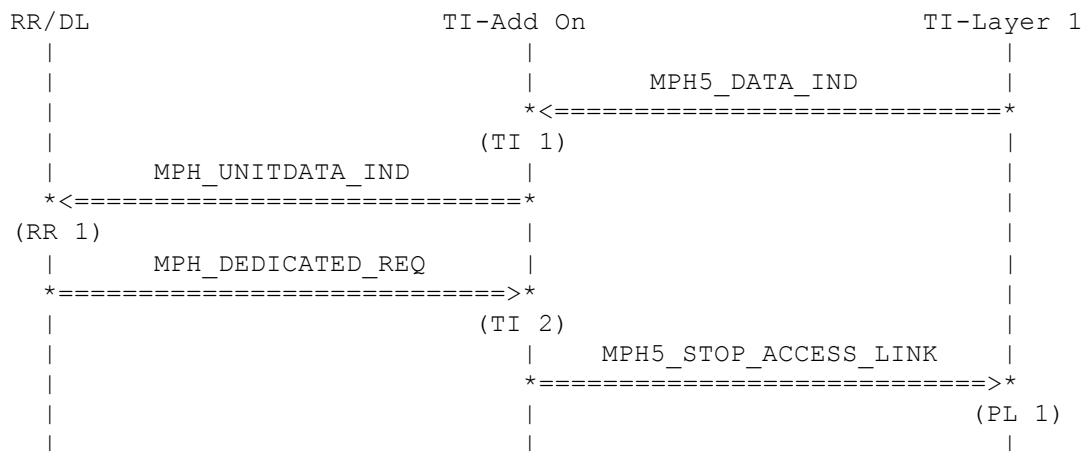 RR/DL TI-Add On TI-Layer 1
MPH5_DATA_IND
(TI 1)
MPH_UNITDATA_IND
(RR 1)
MPH_DEDICATED_REQ
(TI 2)
MPH5_STOP_ACCESS_LINK
(PL 1)